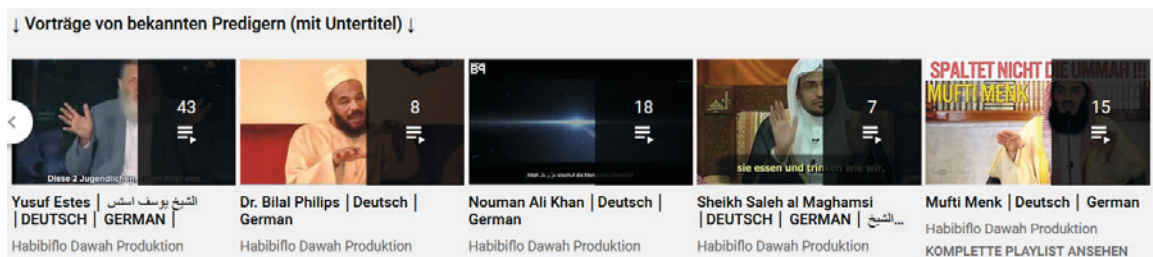 ↓ Vorträge von bekannten Predigern (mit Untertitel) ↓
43
Diese 2 Jugendlichen, im Alter von...
8
18
7
sie essen und trinken wie wir,
SPALTET NICHT DIE UMMAH !!!
MUFTI MENK
15
Yusuf Estes | الشيخ يوسف استس
| DEUTSCH | GERMAN |
Habibiflo Dawah Produktion
Dr. Bilal Philips | Deutsch |
German
Habibiflo Dawah Produktion
Nouman Ali Khan | Deutsch |
German
Habibiflo Dawah Produktion
Sheikh Saleh al Maghamsi
| DEUTSCH | GERMAN | الشيخ...
Habibiflo Dawah Produktion
Mufti Menk | Deutsch | German
Habibiflo Dawah Produktion
KOMPLETTE PLAYLIST ANSEHEN